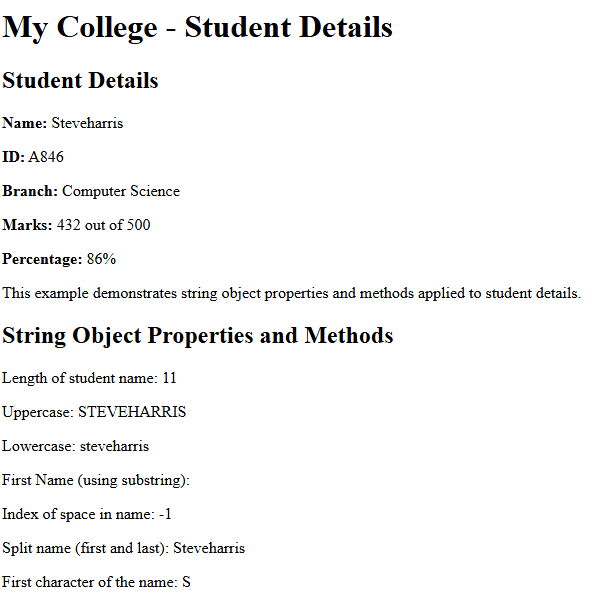 My College - Student Details
Student Details
Name: Steveharris
ID: A846
Branch: Computer Science
Marks: 432 out of 500
Percentage: 86%
This example demonstrates string object properties and methods applied to student details.
String Object Properties and Methods
Length of student name: 11
Uppercase: STEVEHARRIS
Lowercase: steveharris
First Name (using substring):
Index of space in name: -1
Split name (first and last): Steveharris
First character of the name: S